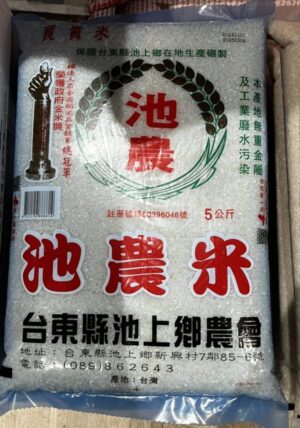 良質米
保證台東縣池上鄉在地生產碾製
榮獲政府金米獎
總冠軍
本產地無重金屬
及工業廢水污染
池
農
5公斤
池農米
台東縣池上鄉農會
地址：台東縣池上鄉新興村7鄰85-6號
電話：(089)862643
產地：台灣